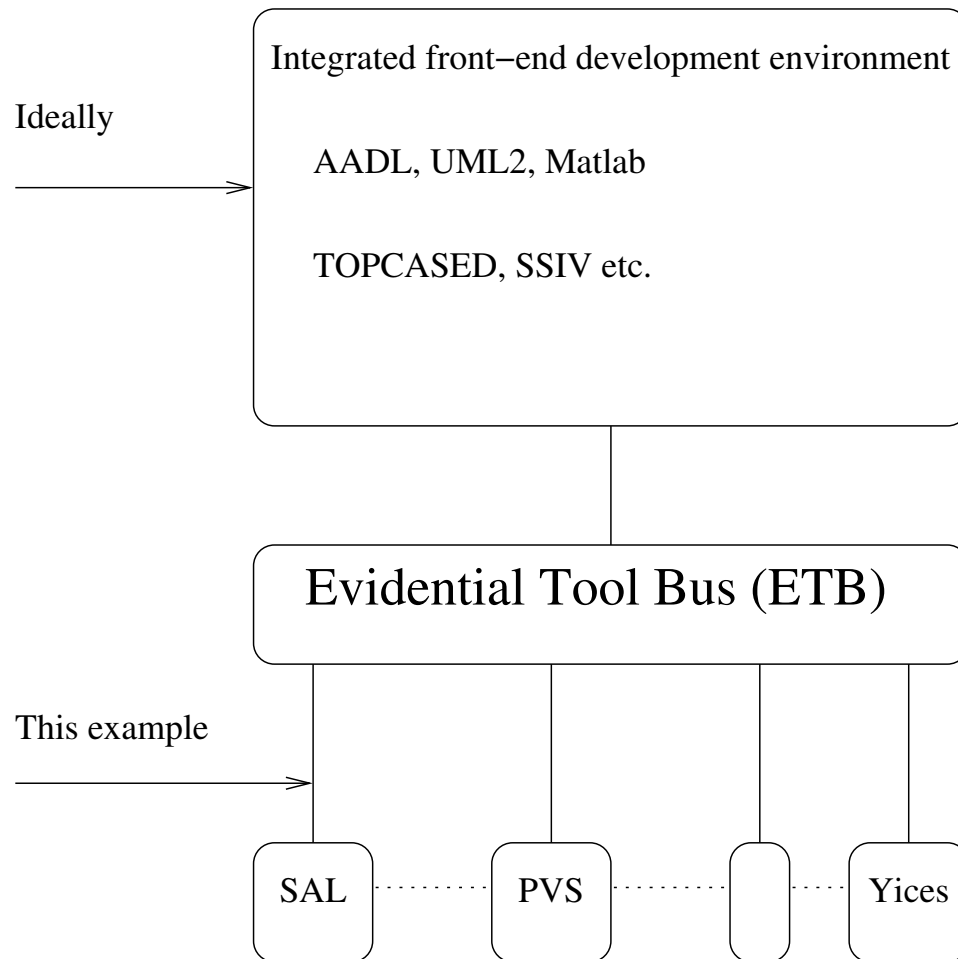 Integrated front−end development environment
Ideally
AADL, UML2, Matlab
TOPCASED, SSIV etc.
Evidential Tool Bus (ETB)
This example
SAL
PVS
Yices